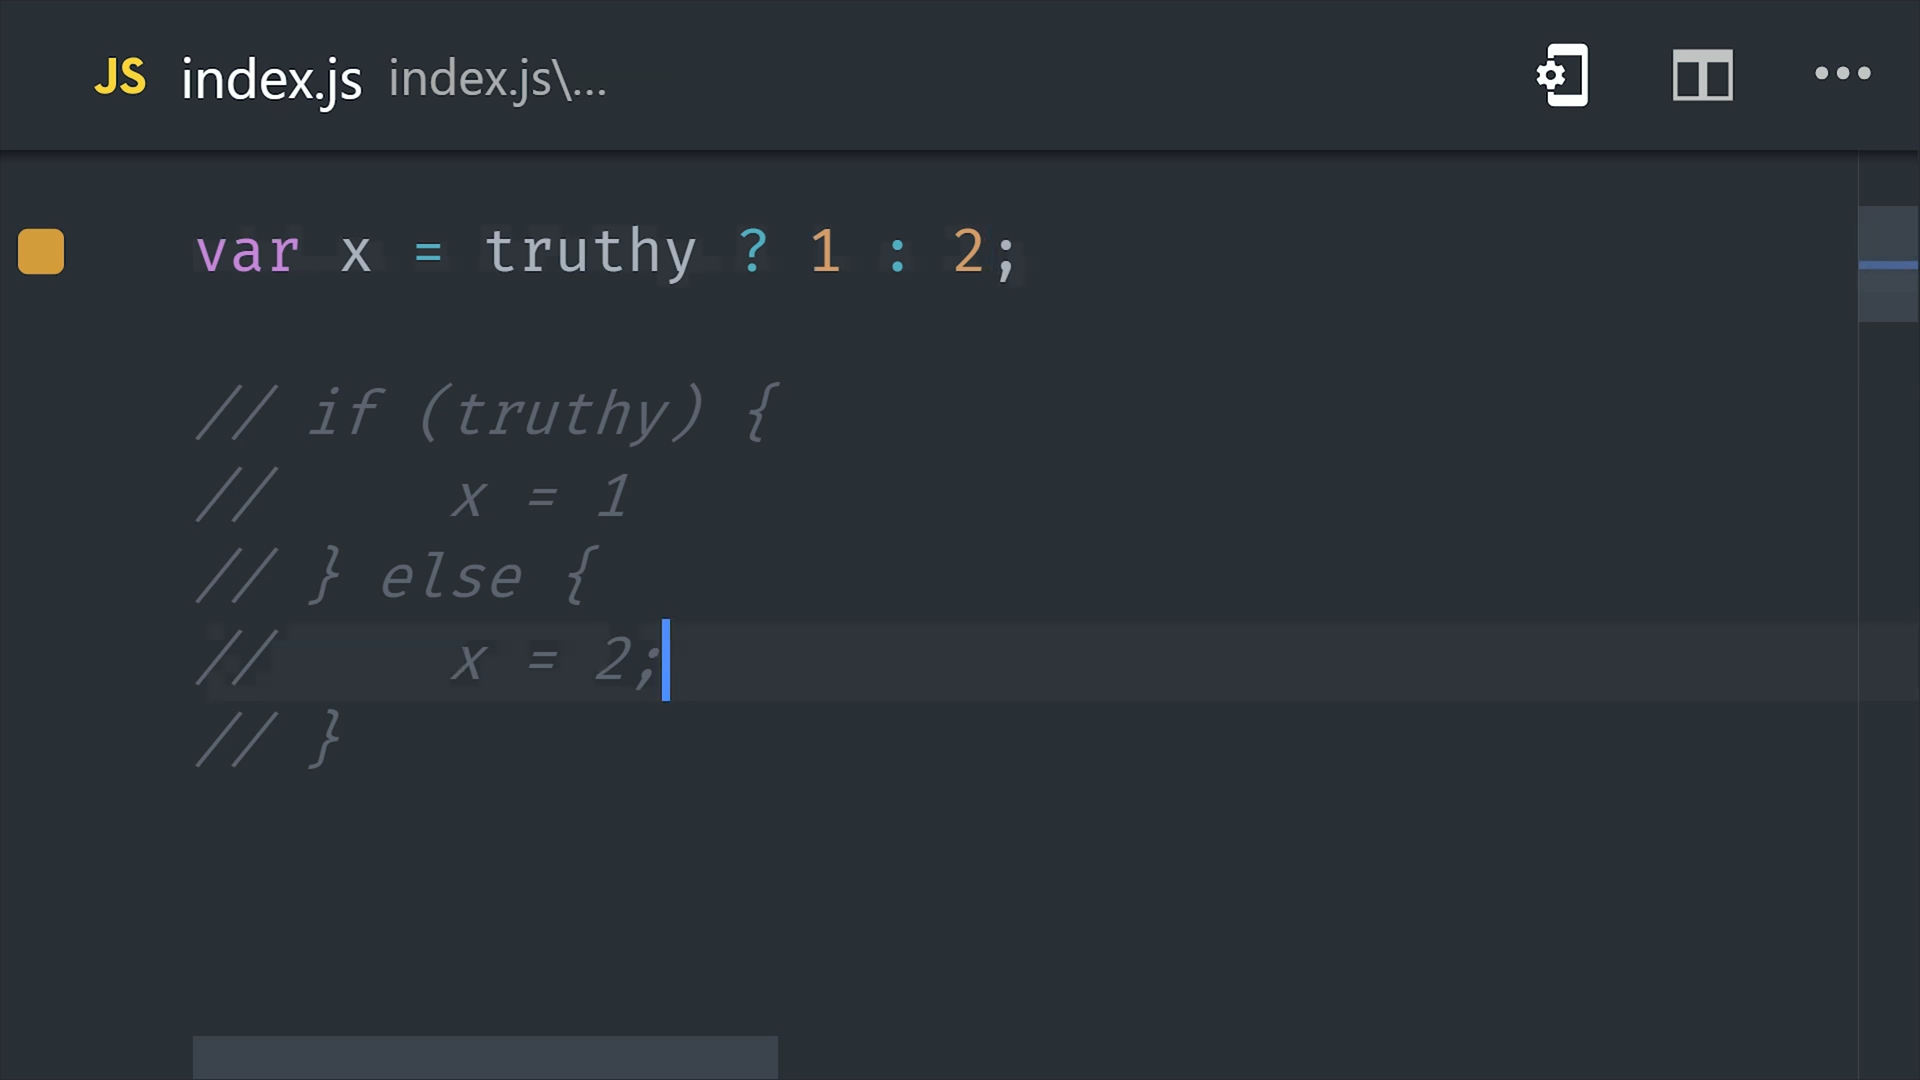 JS index.js index.js\...
var x = truthy ? 1 : 2;
// if (truthy) {
//     x = 1
// } else {
//     x = 2;
// }